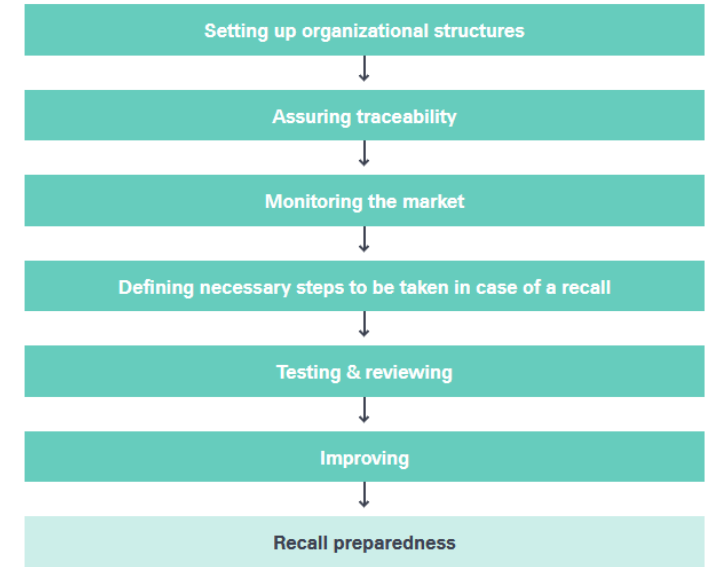 Setting up organizational structures
Assuring traceability
Monitoring the market
Defining necessary steps to be taken in case of a recall
Testing & reviewing
Improving
Recall preparedness